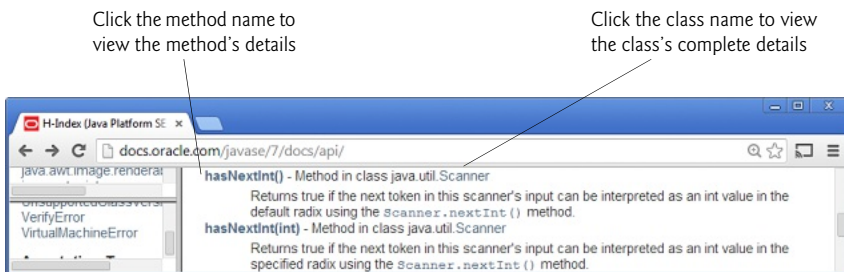 Click the method name to
view the method's details
Click the class name to view
the class's complete details
H-Index (Java Platform SE
docs.oracle.com/javase/7/docs/api/
java.awt.image.renderal
VerifyError
VirtualMachineError
hasNextInt() - Method in class java.util.Scanner
Returns true if the next token in this scanner's input can be interpreted as an int value in the
default radix using the Scanner.nextInt() method.
hasNextInt(int) - Method in class java.util.Scanner
Returns true if the next token in this scanner's input can be interpreted as an int value in the
specified radix using the Scanner.nextInt() method.